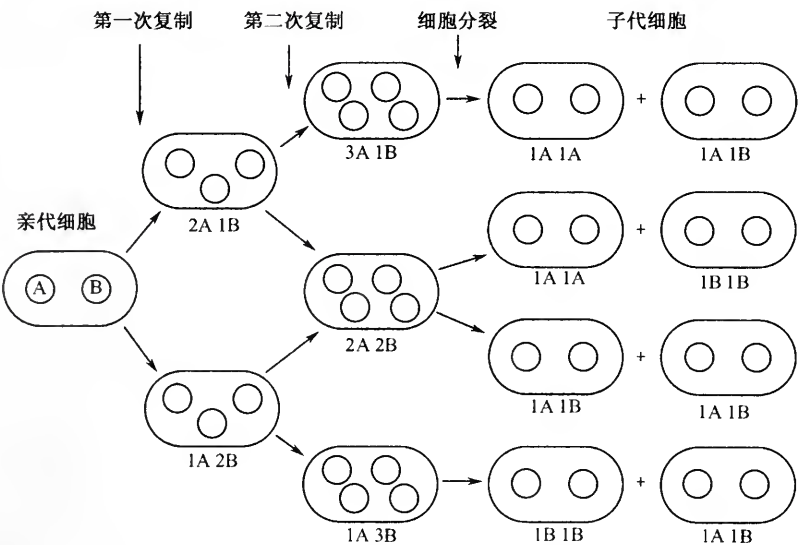 第一次复制 第二次复制 细胞分裂 子代细胞
3A 1B 1A 1A + 1A 1B
2A 1B
亲代细胞
A B
1A 1A + 1B 1B
2A 2B
1A 1B + 1A 1B
1A 2B
1A 3B 1B 1B + 1A 1B